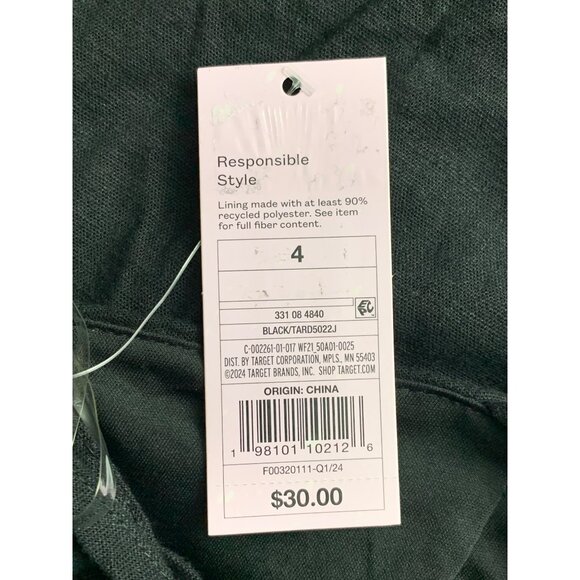 Responsible
Style
Lining made with at least 90%
recycled polyester. See item
for full fiber content.
4
331 08 4840
BLACK/TARD5022J
C-002261-01-017 WF21_50A01-0025
DIST. BY TARGET CORPORATION, MPLS., MN 55403
©2024 TARGET BRANDS, INC. SHOP TARGET.COM
ORIGIN: CHINA
1 98101 10212 6
F00320111-Q1/24
$30.00